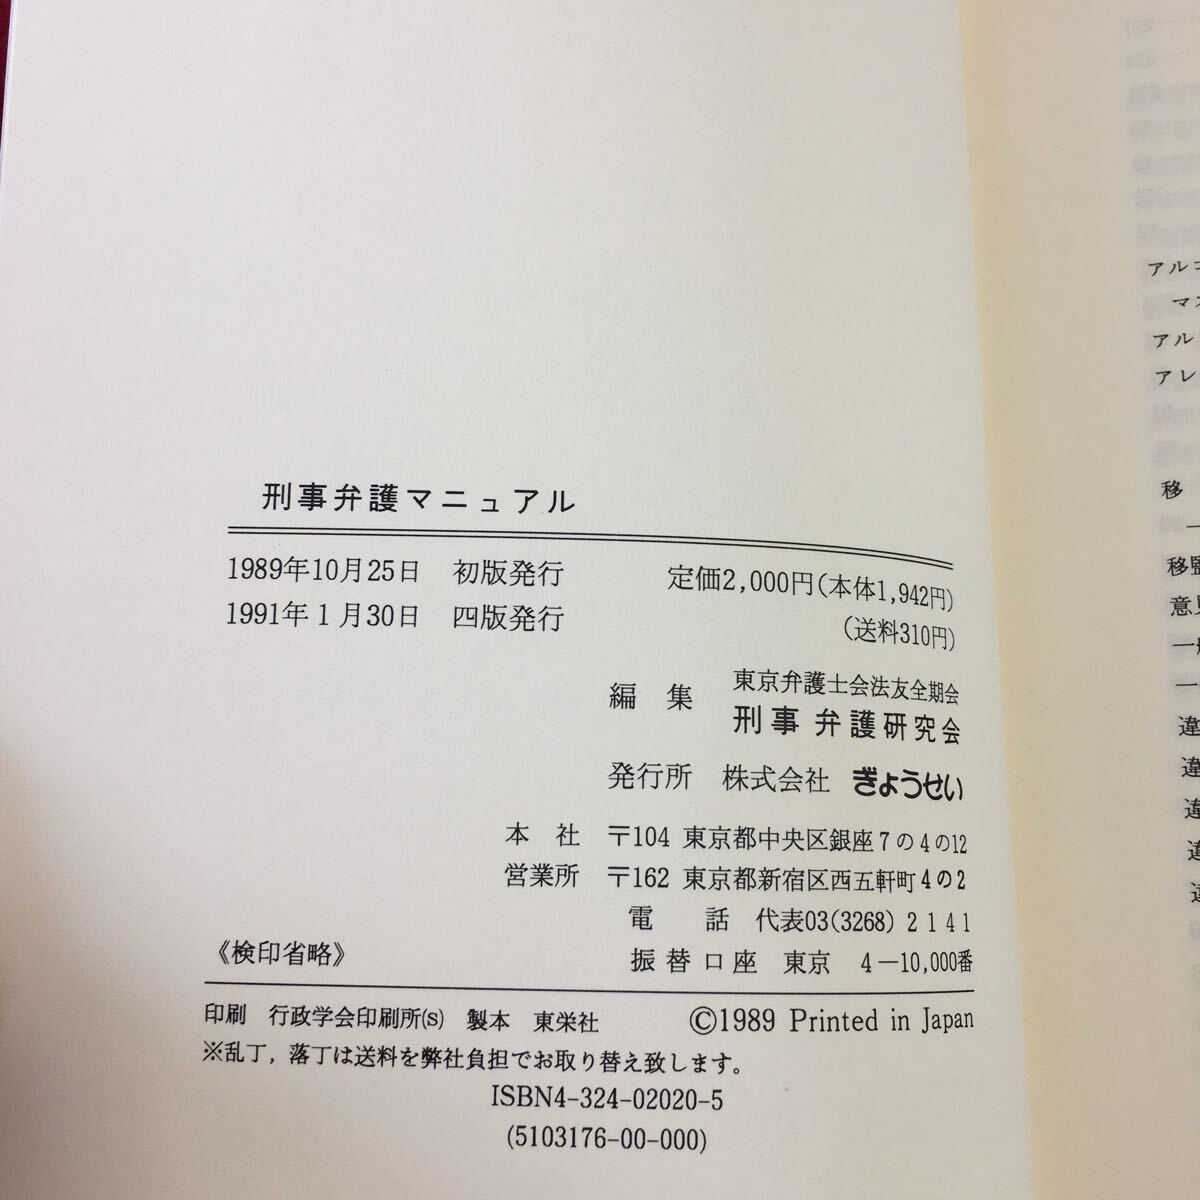 刑事弁護マニュアル
1989年10月25日 初版発行 定価2,000円(本体1,942円)
1991年1月30日 四版発行 (送料310円)
編集 東京弁護士会法友全期会
刑事弁護研究会
発行所 株式会社 ぎょうせい
本社 〒104 東京都中央区銀座7の4の12
営業所 〒162 東京都新宿区西五軒町4の2
電話 代表03(3268)2141
《検印省略》 振替口座 東京 4―10,000番
印刷 行政学会印刷所(S) 製本 東栄社 ©1989 Printed in Japan
※乱丁,落丁は送料を弊社負担でお取り替え致します。
ISBN4-324-02020-5
(5103176-00-000)
アルコ
マス
アル
アレ
移
一
移監
意見
一般
一
違
違
違
違
違